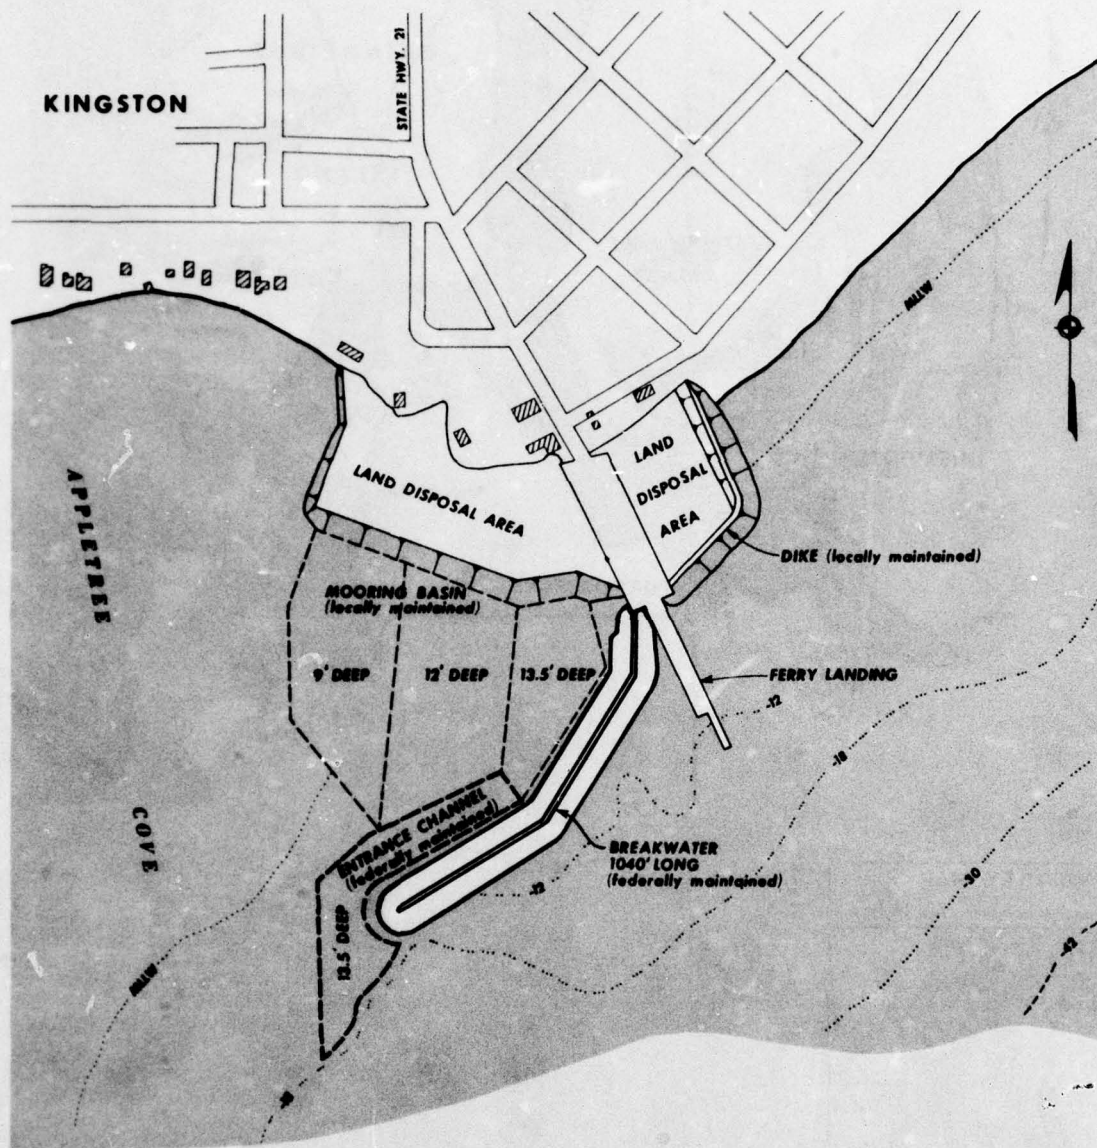 STATE HWY. 21
KINGSTON
MLLW
LAND
DISPOSAL
AREA
LAND DISPOSAL AREA
APPLETREE
COVE
DIKE (locally maintained)
MOORING BASIN
(locally maintained)
9' DEEP
12' DEEP
13.5' DEEP
FERRY LANDING
-12
-18
ENTRANCE CHANNEL
(federally maintained)
BREAKWATER
1040' LONG
(federally maintained)
-12
-30
13.5' DEEP
-42
MLLW
-18